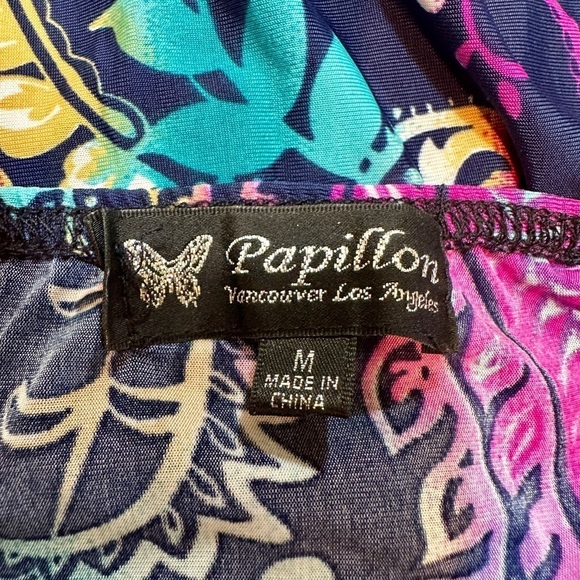 Papillon
Vancouver Los Angeles
M
MADE IN
CHINA